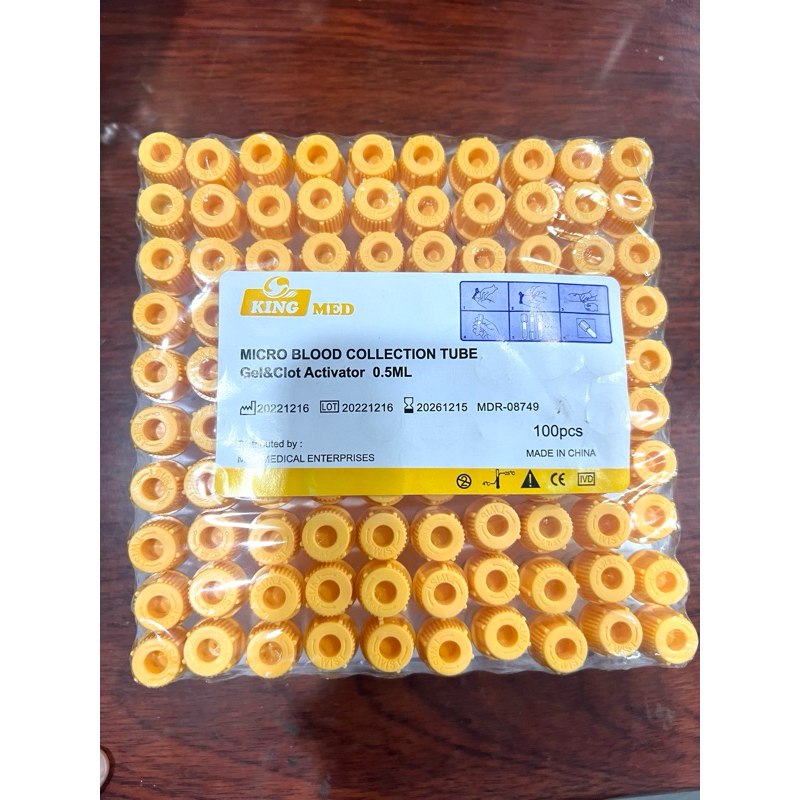 KING MED
MICRO BLOOD COLLECTION TUBE
Gel&Clot Activator 0.5ML
20221216 LOT 20221216 20261215 MDR-08749
100pcs
MADE IN CHINA
MEDICAL ENTERPRISES
CE IVD